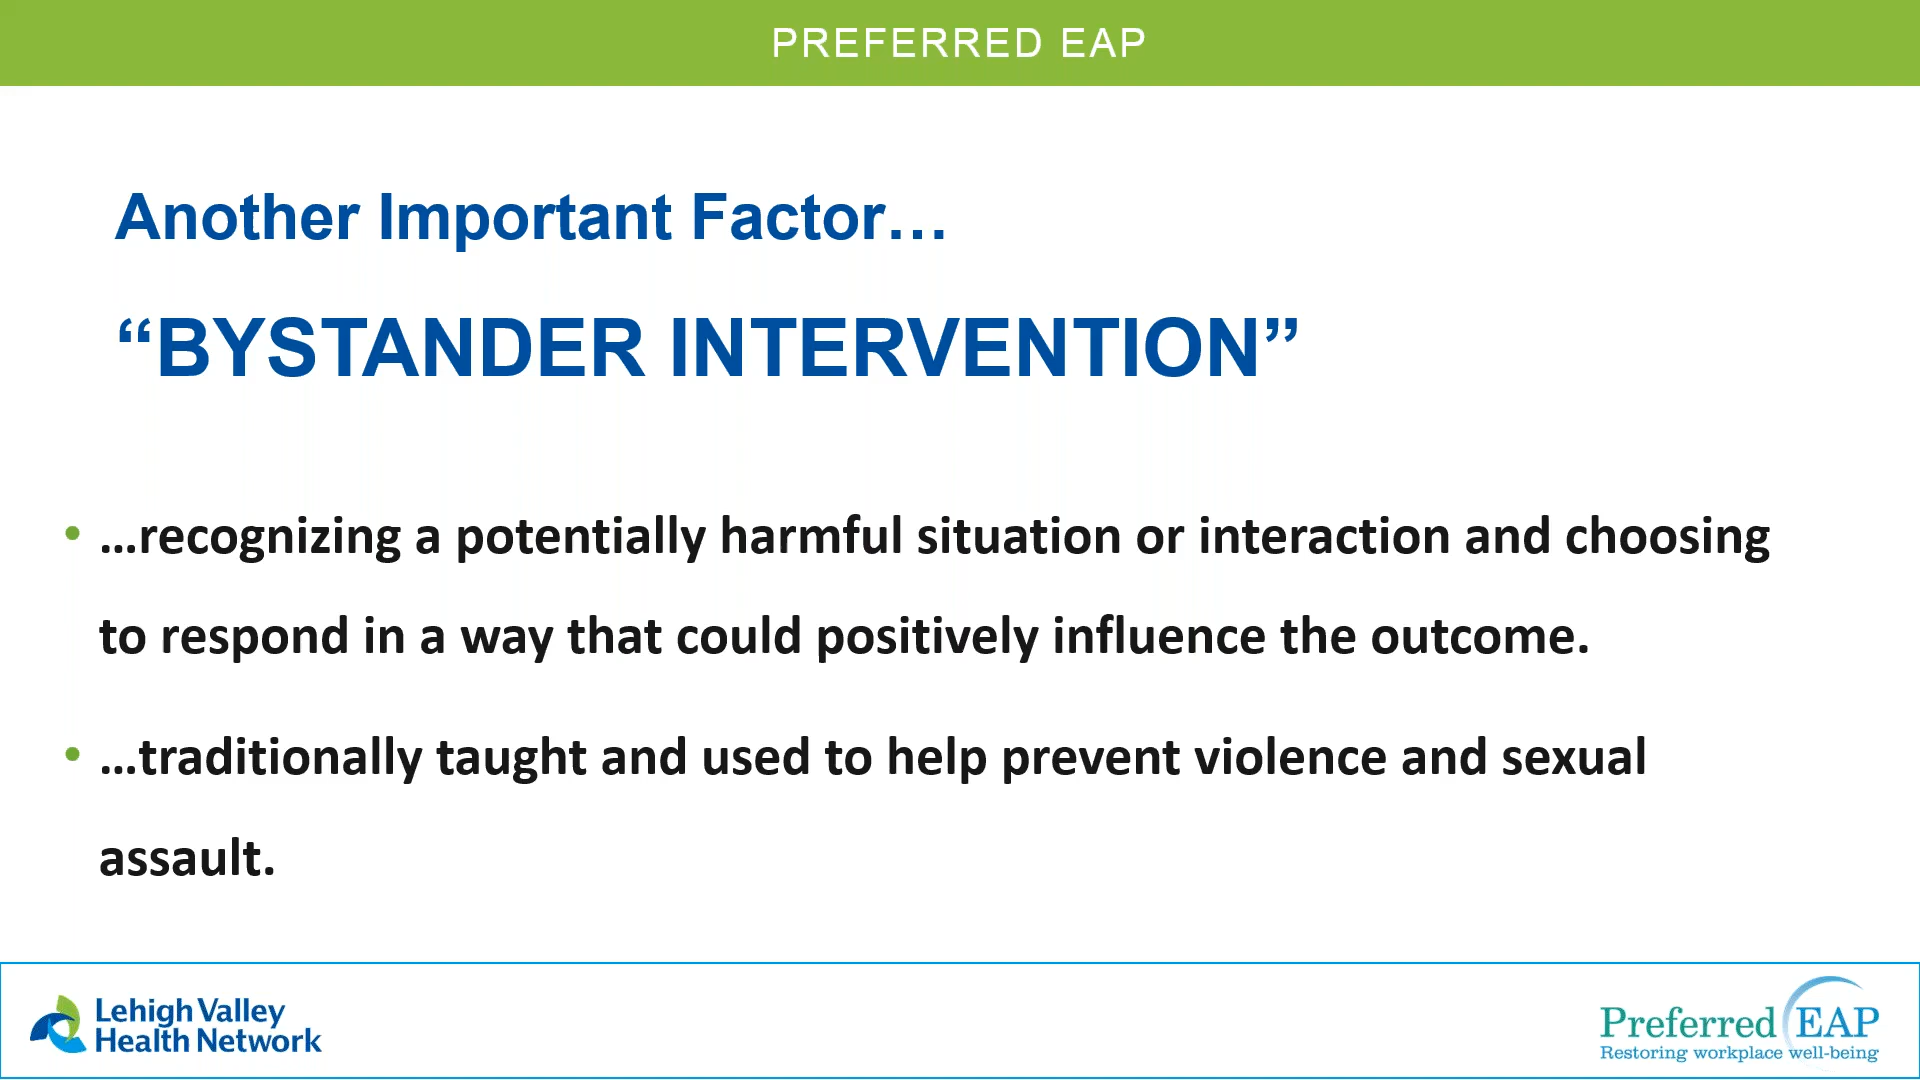 PREFERRED EAP
Another Important Factor…
“BYSTANDER INTERVENTION”
• …recognizing a potentially harmful situation or interaction and choosing
to respond in a way that could positively influence the outcome.
• …traditionally taught and used to help prevent violence and sexual
assault.
Lehigh Valley
Health Network
Preferred EAP
Restoring workplace well-being